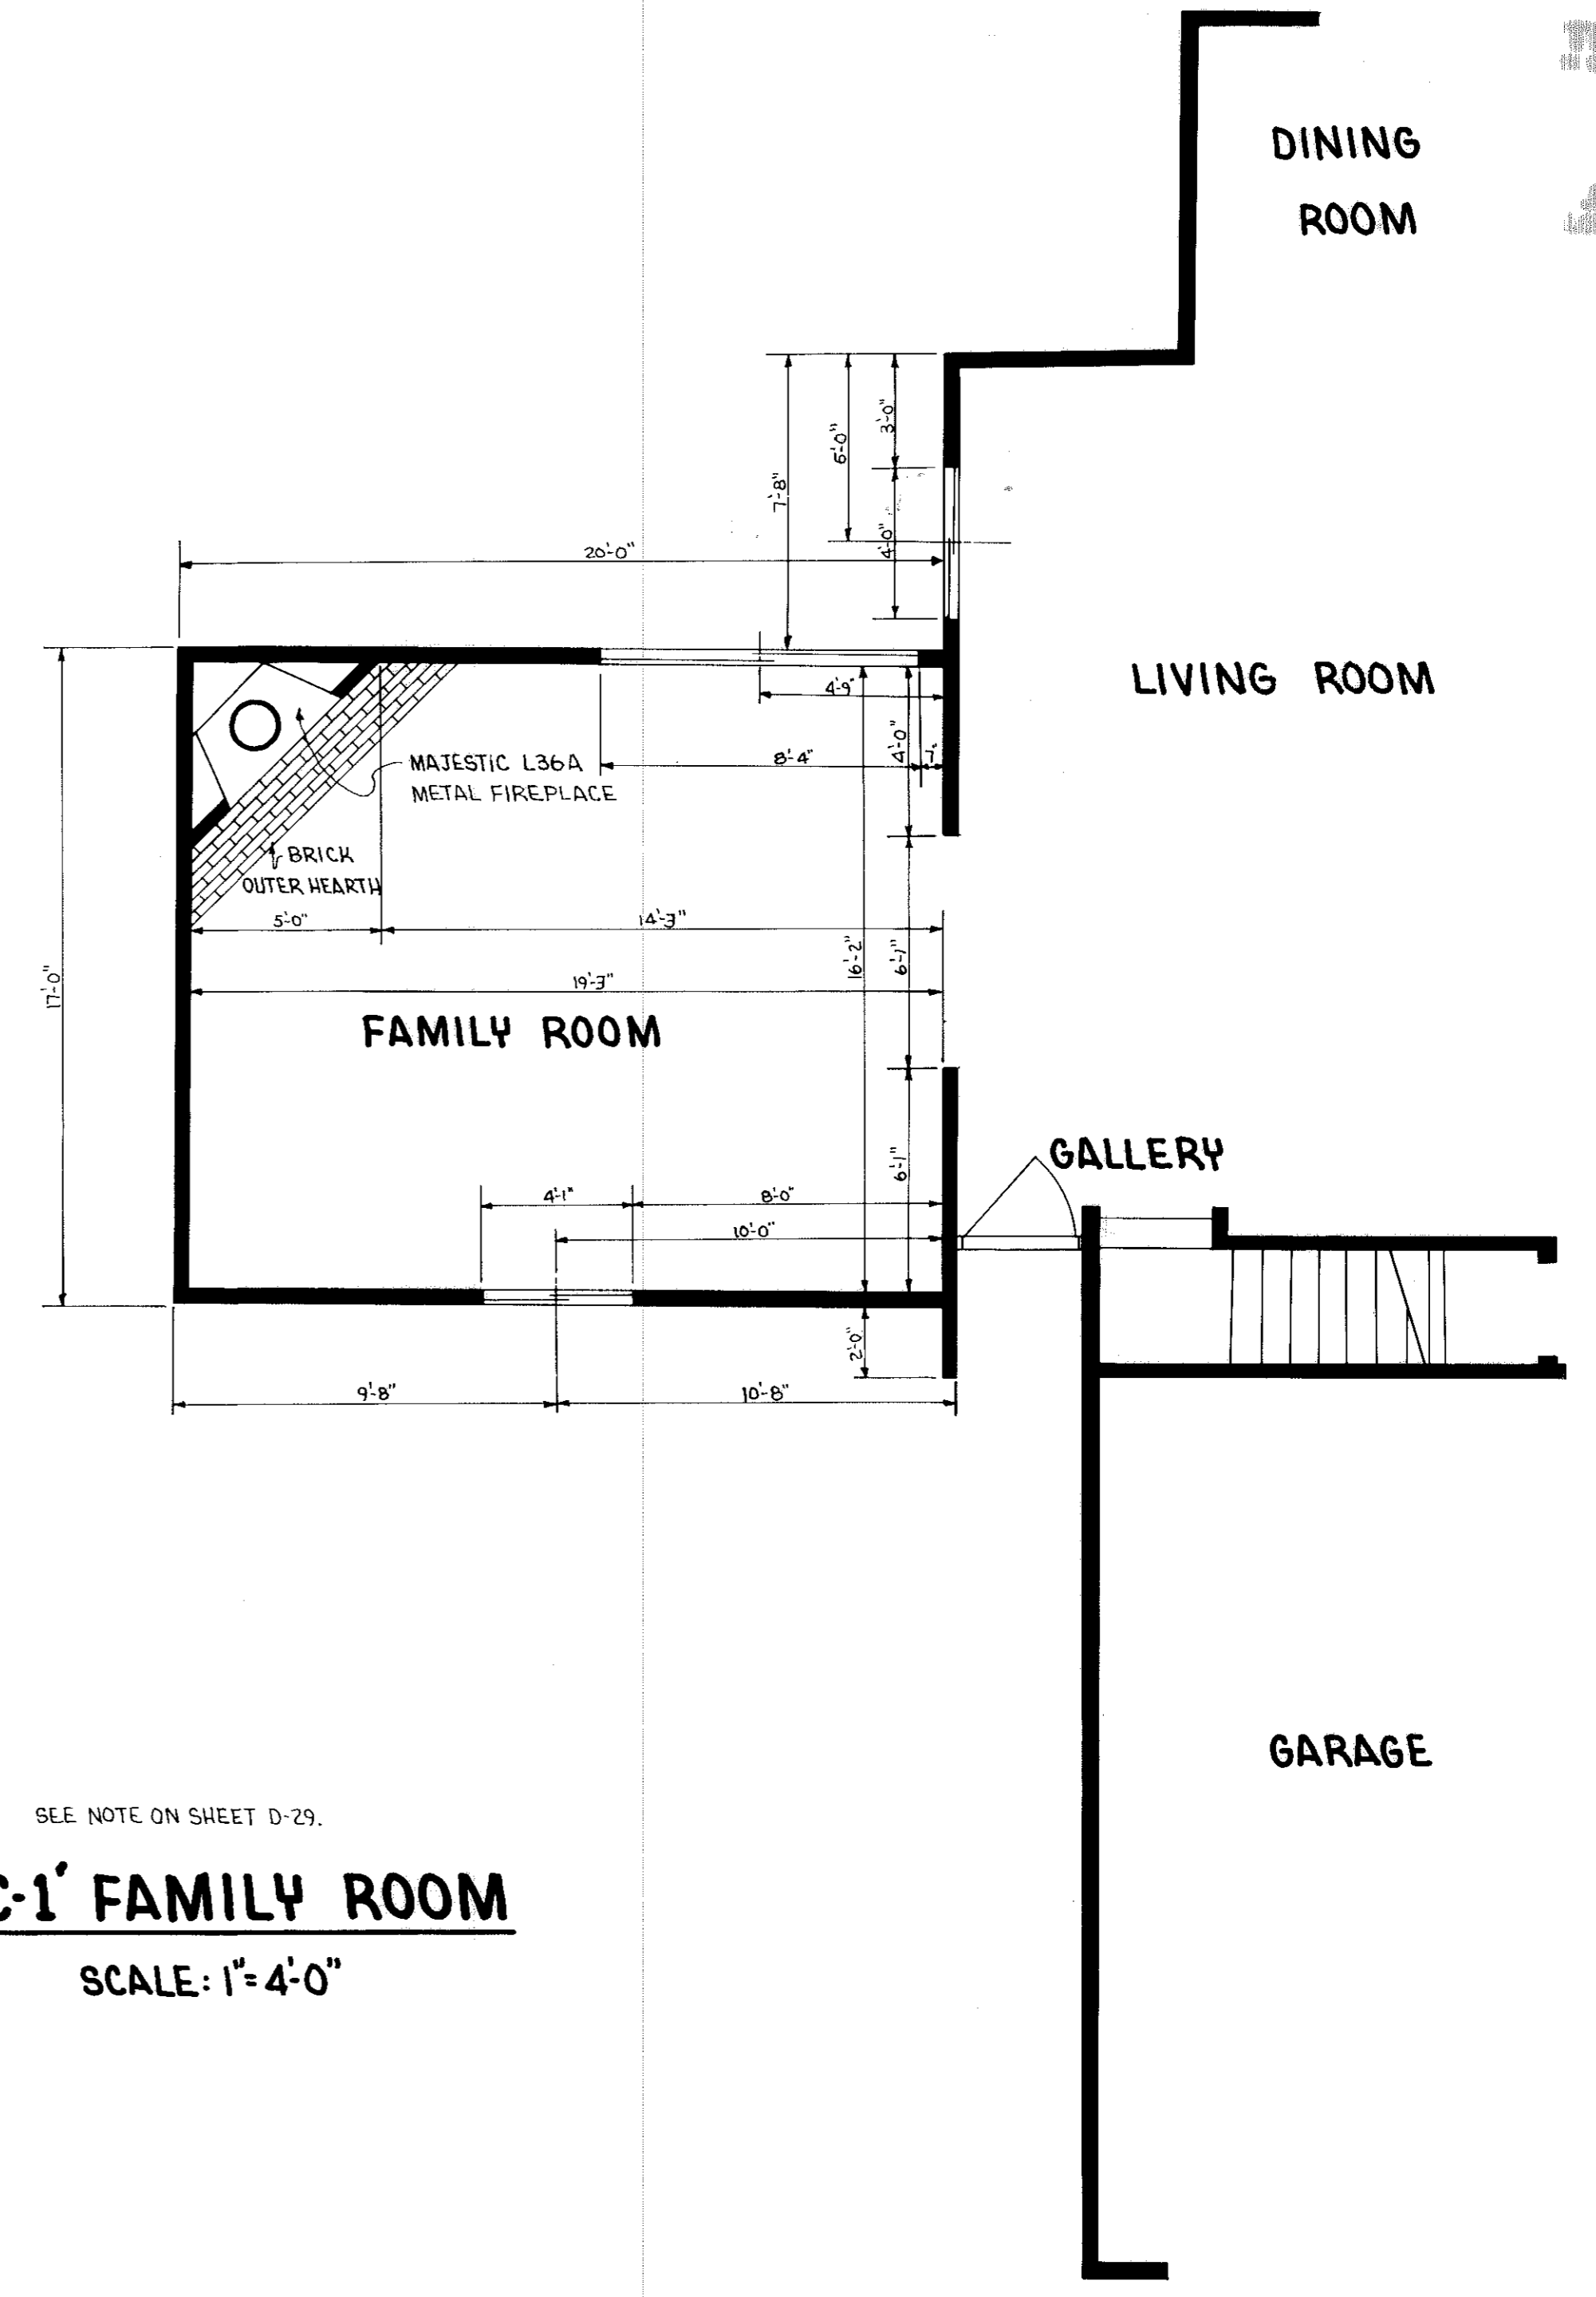 DINING
ROOM
3'-0"
6'-0"
7'-8"
4'-0"
20'-0"
LIVING ROOM
4'-9"
4'-0"
8'-4"
7"
MAJESTIC L36A
METAL FIREPLACE
BRICK
OUTER HEARTH
5'-0"
14'-3"
16'-2"
6'-1"
17'-0"
19'-3"
FAMILY ROOM
GALLERY
6'-1"
4'-1"
8'-0"
10'-0"
2'-0"
9'-8"
10'-8"
GARAGE
SEE NOTE ON SHEET D-29.
C-1' FAMILY ROOM
SCALE: 1"=4'-0"